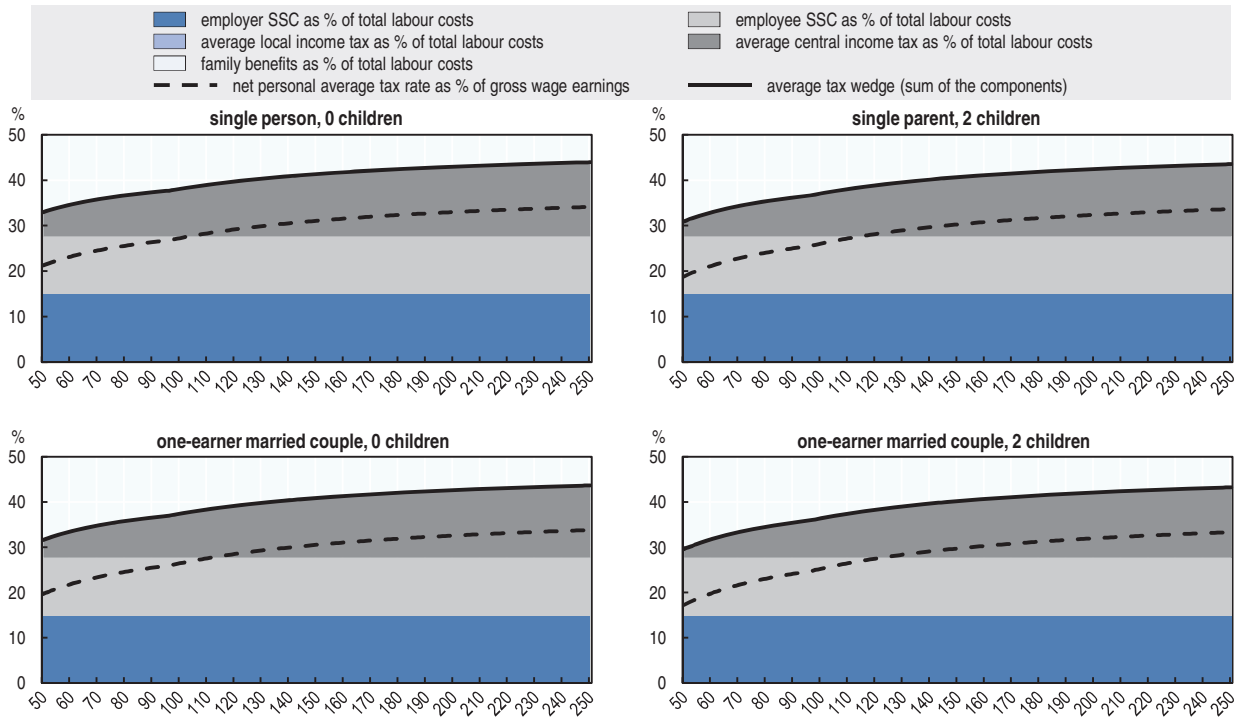 employer SSC as % of total labour costs
employee SSC as % of total labour costs
average local income tax as % of total labour costs
average central income tax as % of total labour costs
family benefits as % of total labour costs
net personal average tax rate as % of gross wage earnings
average tax wedge (sum of the components)
%
single person, 0 children
50
40
30
20
10
0
50 60 70 80 90 100 110 120 130 140 150 160 170 180 190 200 210 220 230 240 250
%
single parent, 2 children
50
40
30
20
10
0
50 60 70 80 90 100 110 120 130 140 150 160 170 180 190 200 210 220 230 240 250
%
one-earner married couple, 0 children
50
40
30
20
10
0
50 60 70 80 90 100 110 120 130 140 150 160 170 180 190 200 210 220 230 240 250
%
one-earner married couple, 2 children
50
40
30
20
10
0
50 60 70 80 90 100 110 120 130 140 150 160 170 180 190 200 210 220 230 240 250